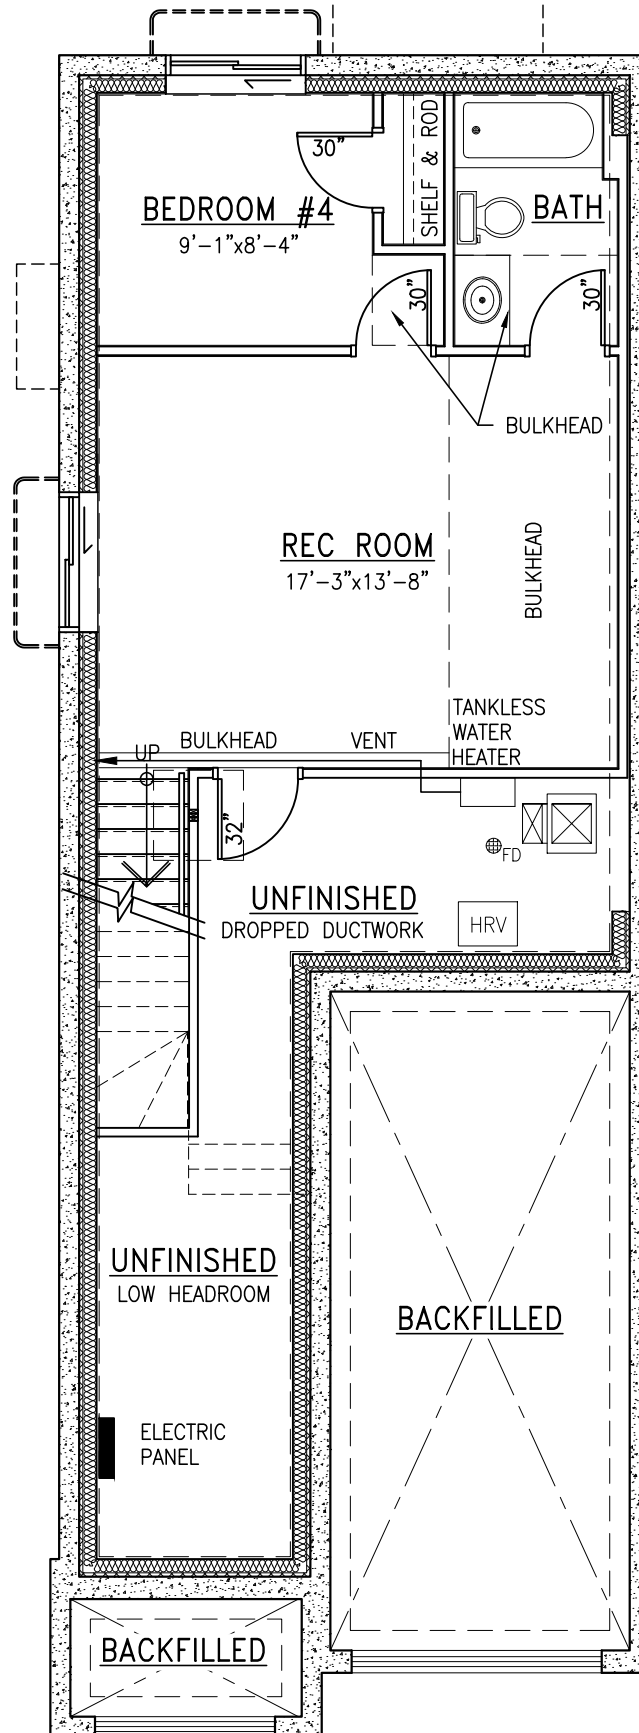 30"
SHELF & ROD
BEDROOM #4
9'-1"x8'-4"
BATH
30"
30"
BULKHEAD
REC ROOM
17'-3"x13'-8"
BULKHEAD
TANKLESS
WATER
HEATER
BULKHEAD
VENT
UP
32"
FD
UNFINISHED
DROPPED DUCTWORK
HRV
UNFINISHED
LOW HEADROOM
BACKFILLED
ELECTRIC
PANEL
BACKFILLED